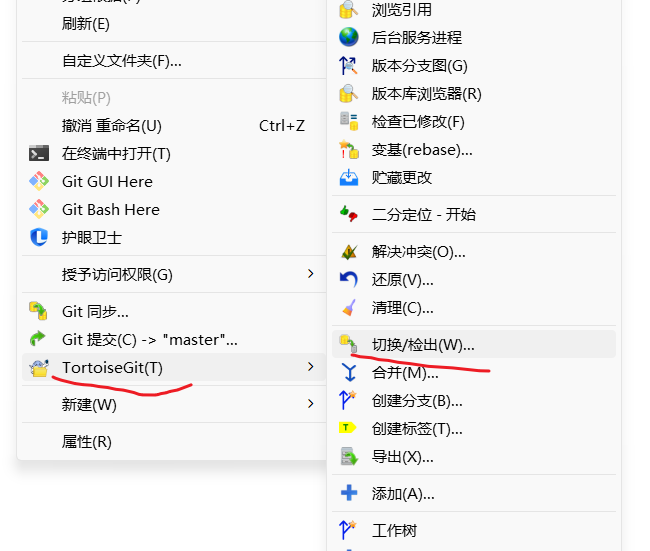 刷新(E)
自定义文件夹(F)...
粘贴(P)
撤消 重命名(U) Ctrl+Z
在终端中打开(T)
Git GUI Here
Git Bash Here
护眼卫士
授予访问权限(G)
Git 同步...
Git 提交(C) -> "master"...
TortoiseGit(T)
新建(W)
属性(R)
浏览引用
后台服务进程
版本分支图(G)
版本库浏览器(R)
检查已修改(F)
变基(rebase)...
贮藏更改
二分定位 - 开始
解决冲突(O)...
还原(V)...
清理(C)...
切换/检出(W)...
合并(M)...
创建分支(B)...
创建标签(T)...
导出(X)...
添加(A)...
工作树